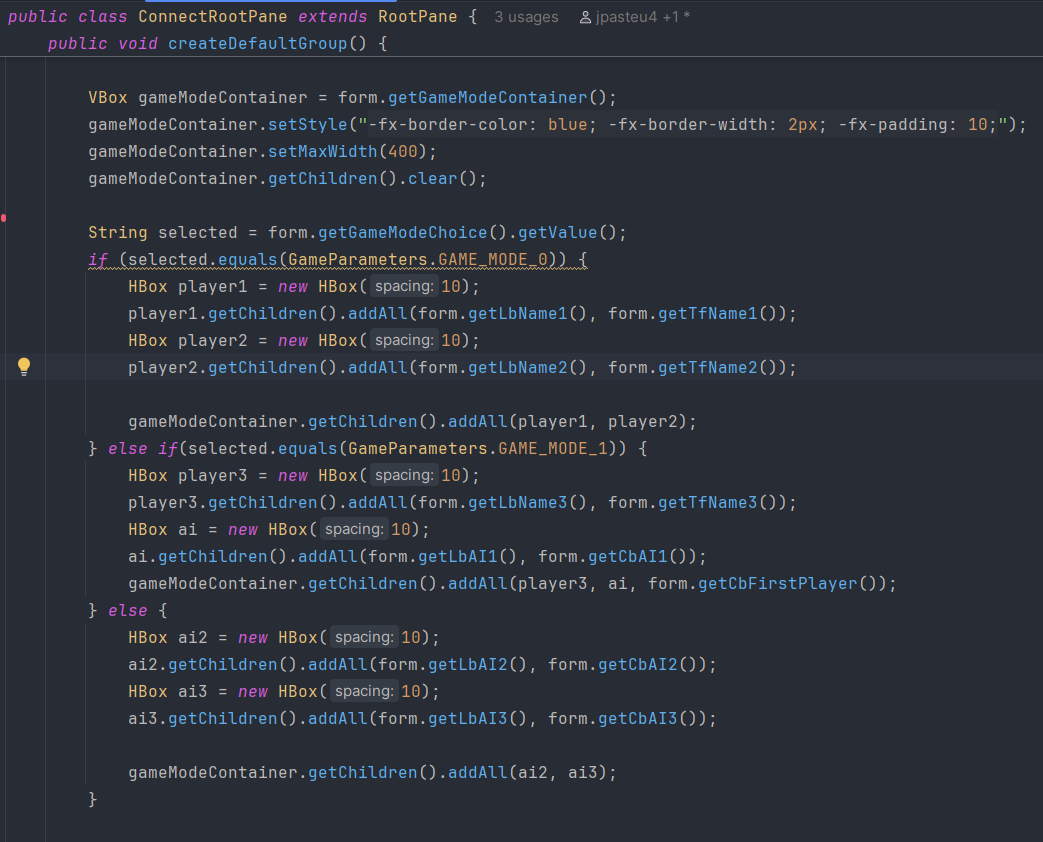 public class ConnectRootPane extends RootPane {  3 usages  jpasteu4 +1 *
    public void createDefaultGroup() {
        VBox gameModeContainer = form.getGameModeContainer();
        gameModeContainer.setStyle("-fx-border-color: blue; -fx-border-width: 2px; -fx-padding: 10;");
        gameModeContainer.setMaxWidth(400);
        gameModeContainer.getChildren().clear();
        String selected = form.getGameModeChoice().getValue();
        if (selected.equals(GameParameters.GAME_MODE_0)) {
            HBox player1 = new HBox( spacing: 10);
            player1.getChildren().addAll(form.getLbName1(), form.getTfName1());
            HBox player2 = new HBox( spacing: 10);
            player2.getChildren().addAll(form.getLbName2(), form.getTfName2());
            gameModeContainer.getChildren().addAll(player1, player2);
        } else if(selected.equals(GameParameters.GAME_MODE_1)) {
            HBox player3 = new HBox( spacing: 10);
            player3.getChildren().addAll(form.getLbName3(), form.getTfName3());
            HBox ai = new HBox( spacing: 10);
            ai.getChildren().addAll(form.getLbAI1(), form.getCbAI1());
            gameModeContainer.getChildren().addAll(player3, ai, form.getCbFirstPlayer());
        } else {
            HBox ai2 = new HBox( spacing: 10);
            ai2.getChildren().addAll(form.getLbAI2(), form.getCbAI2());
            HBox ai3 = new HBox( spacing: 10);
            ai3.getChildren().addAll(form.getLbAI3(), form.getCbAI3());
            gameModeContainer.getChildren().addAll(ai2, ai3);
        }